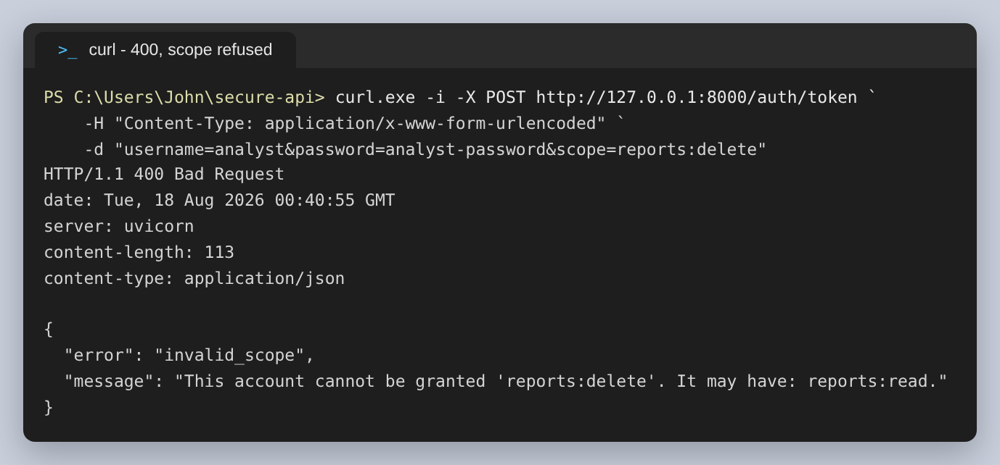 >_ curl - 400, scope refused
PS C:\Users\John\secure-api> curl.exe -i -X POST http://127.0.0.1:8000/auth/token `
    -H "Content-Type: application/x-www-form-urlencoded" `
    -d "username=analyst&password=analyst-password&scope=reports:delete"
HTTP/1.1 400 Bad Request
date: Tue, 18 Aug 2026 00:40:55 GMT
server: uvicorn
content-length: 113
content-type: application/json

{
  "error": "invalid_scope",
  "message": "This account cannot be granted 'reports:delete'. It may have: reports:read."
}